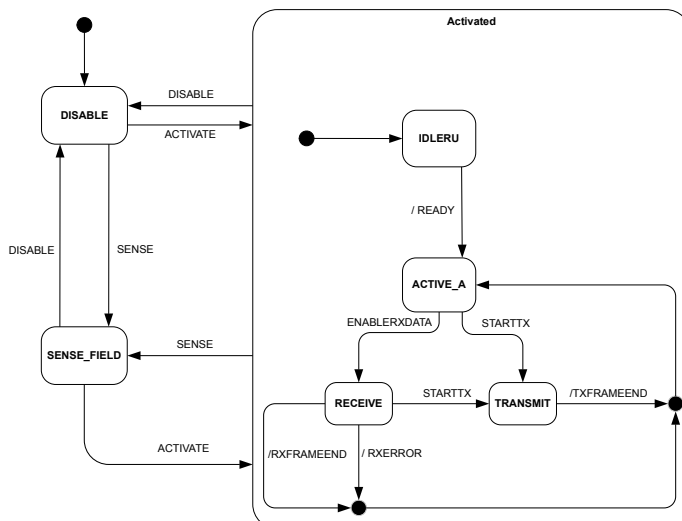 Activated
DISABLE
DISABLE
ACTIVATE
IDLERU
/ READY
DISABLE
SENSE
ACTIVE_A
ENABLERXDATA
STARTTX
SENSE_FIELD
SENSE
RECEIVE
STARTTX
TRANSMIT
/TXFRAMEEND
ACTIVATE
/RXFRAMEEND
/ RXERROR